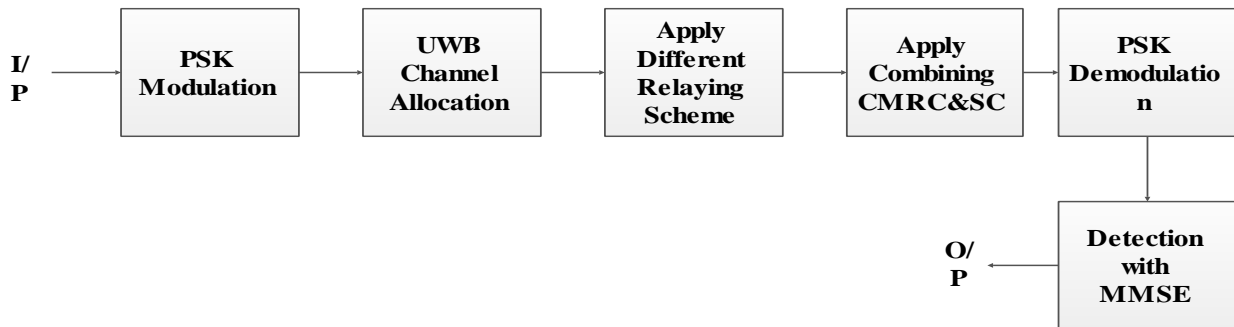 I/
P
PSK
Modulation
UWB
Channel
Allocation
Apply
Different
Relaying
Scheme
Apply
Combining
CMRC&SC
PSK
Demodulatio
n
Detection
with
MMSE
O/
P